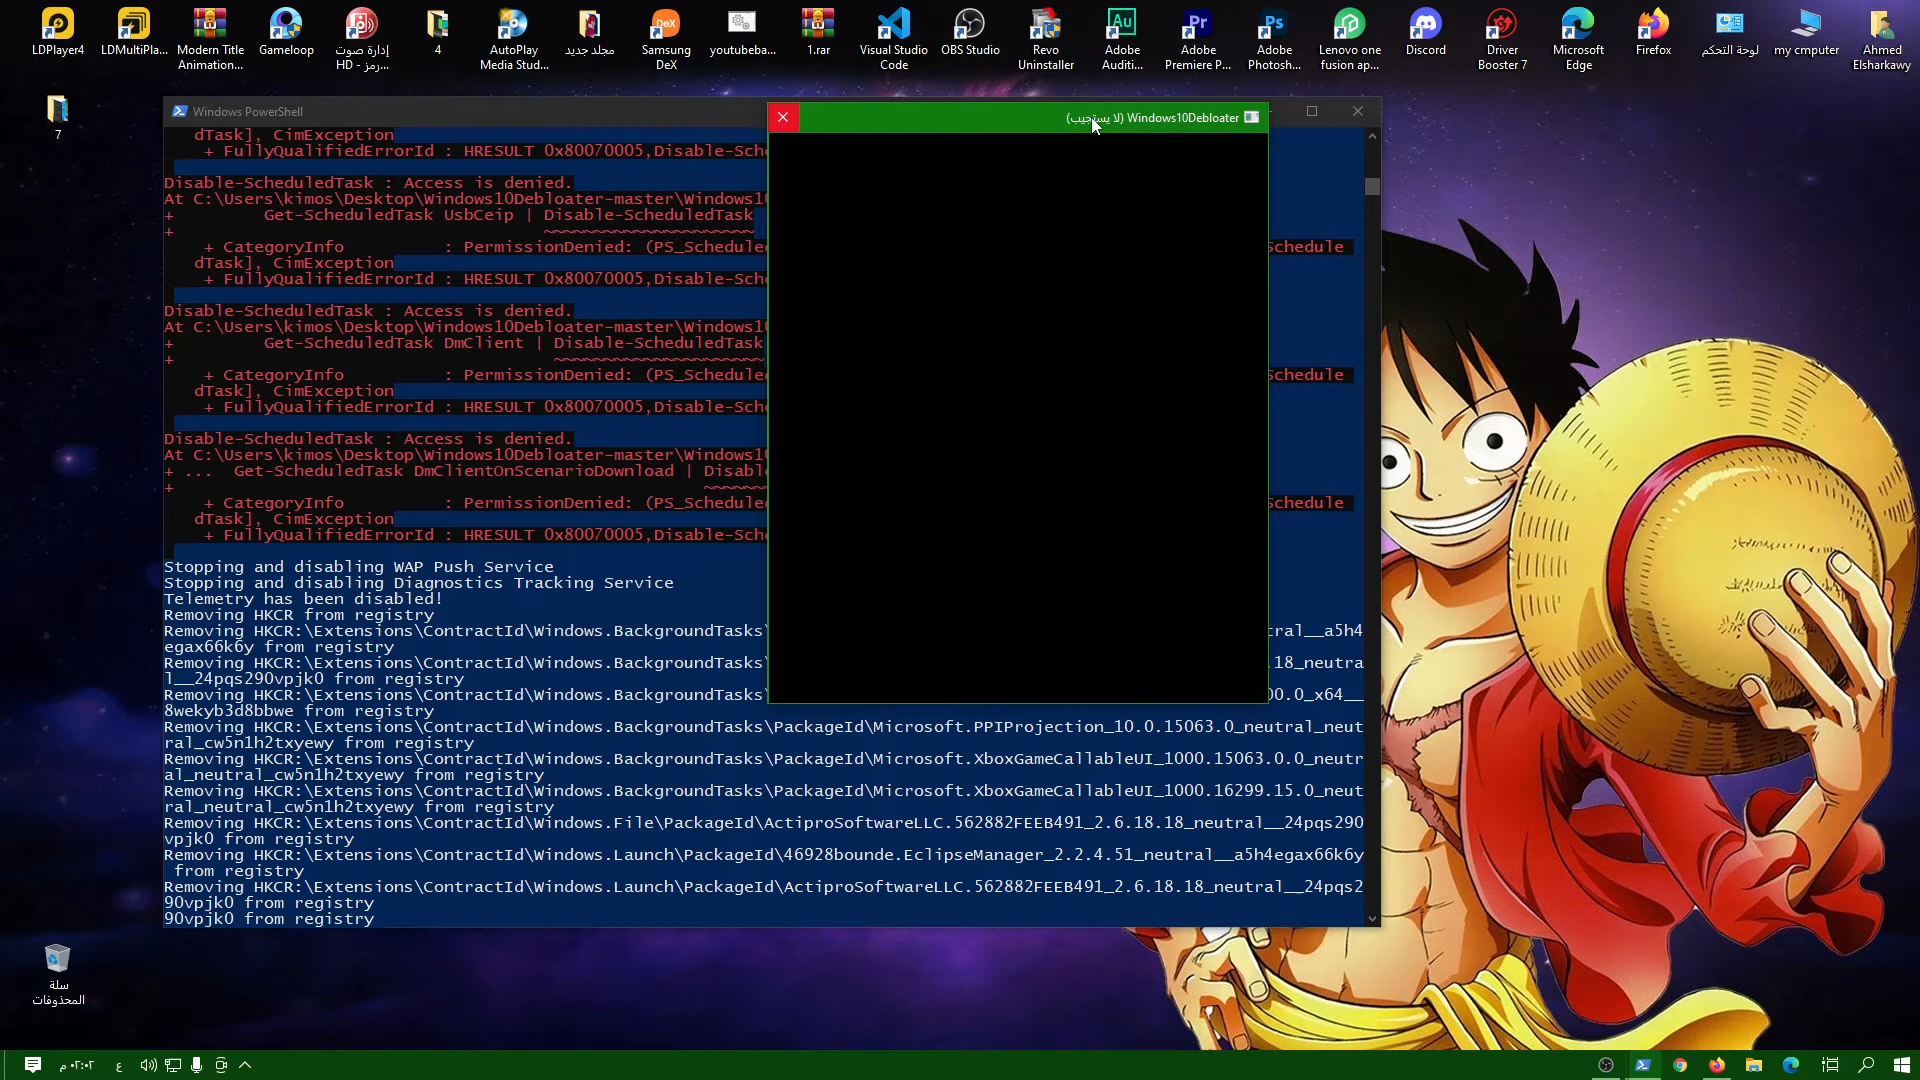 LDPlayer4
LDMultiPla...
Modern Title
Animation...
Gameloop
إدارة صوت
HD - رمز...
4
AutoPlay
Media Stud...
مجلد جديد
Samsung
DeX
youtubeba...
1.rar
Visual Studio
Code
OBS Studio
Revo
Uninstaller
Adobe
Auditi...
Adobe
Premiere P...
Adobe
Photosh...
Lenovo one
fusion ap...
Discord
Driver
Booster 7
Microsoft
Edge
Firefox
لوحة التحكم
my cmputer
Ahmed
Elsharkawy
7
Windows PowerShell
Windows10Debloater (لا يستجيب)
dTask], CimException
+ FullyQualifiedErrorId : HRESULT 0x80070005,Disable-Sch
Disable-ScheduledTask : Access is denied.
At C:\Users\kimos\Desktop\Windows10Debloater-master\Windows10
+ Get-ScheduledTask UsbCeip | Disable-ScheduledTask
+ ~~~~~~~~~~~~~~~~~~~~~
+ CategoryInfo : PermissionDenied: (PS_Schedule Schedule
dTask], CimException
+ FullyQualifiedErrorId : HRESULT 0x80070005,Disable-Sch
Disable-ScheduledTask : Access is denied.
At C:\Users\kimos\Desktop\Windows10Debloater-master\Windows10
+ Get-ScheduledTask DmClient | Disable-ScheduledTask
+ ~~~~~~~~~~~~~~~~~~~~~
+ CategoryInfo : PermissionDenied: (PS_Schedule Schedule
dTask], CimException
+ FullyQualifiedErrorId : HRESULT 0x80070005,Disable-Sch
Disable-ScheduledTask : Access is denied.
At C:\Users\kimos\Desktop\Windows10Debloater-master\Windows10
+ ... Get-ScheduledTask DmClientOnScenarioDownload | Disabl
+ ~~~~~~
+ CategoryInfo : PermissionDenied: (PS_Schedule Schedule
dTask], CimException
+ FullyQualifiedErrorId : HRESULT 0x80070005,Disable-Sch
Stopping and disabling WAP Push Service
Stopping and disabling Diagnostics Tracking Service
Telemetry has been disabled!
Removing HKCR from registry
Removing HKCR:\Extensions\ContractId\Windows.BackgroundTasks\ tral__a5h4
egax66k6y from registry
Removing HKCR:\Extensions\ContractId\Windows.BackgroundTasks\ .18_neutra
l__24pqs290vpjk0 from registry
Removing HKCR:\Extensions\ContractId\Windows.BackgroundTasks\ 00.0_x64__
8wekyb3d8bbwe from registry
Removing HKCR:\Extensions\ContractId\Windows.BackgroundTasks\PackageId\Microsoft.PPIProjection_10.0.15063.0_neutral_neut
ral_cw5n1h2txyewy from registry
Removing HKCR:\Extensions\ContractId\Windows.BackgroundTasks\PackageId\Microsoft.XboxGameCallableUI_1000.15063.0.0_neutr
al_neutral_cw5n1h2txyewy from registry
Removing HKCR:\Extensions\ContractId\Windows.BackgroundTasks\PackageId\Microsoft.XboxGameCallableUI_1000.16299.15.0_neut
ral_neutral_cw5n1h2txyewy from registry
Removing HKCR:\Extensions\ContractId\Windows.File\PackageId\ActiproSoftwareLLC.562882FEEB491_2.6.18.18_neutral__24pqs290
vpjk0 from registry
Removing HKCR:\Extensions\ContractId\Windows.Launch\PackageId\46928bounde.EclipseManager_2.2.4.51_neutral__a5h4egax66k6y
from registry
Removing HKCR:\Extensions\ContractId\Windows.Launch\PackageId\ActiproSoftwareLLC.562882FEEB491_2.6.18.18_neutral__24pqs2
90vpjk0 from registry
90vpjk0 from registry
سلة
المحذوفات
٠٢:٠٢ م
ع